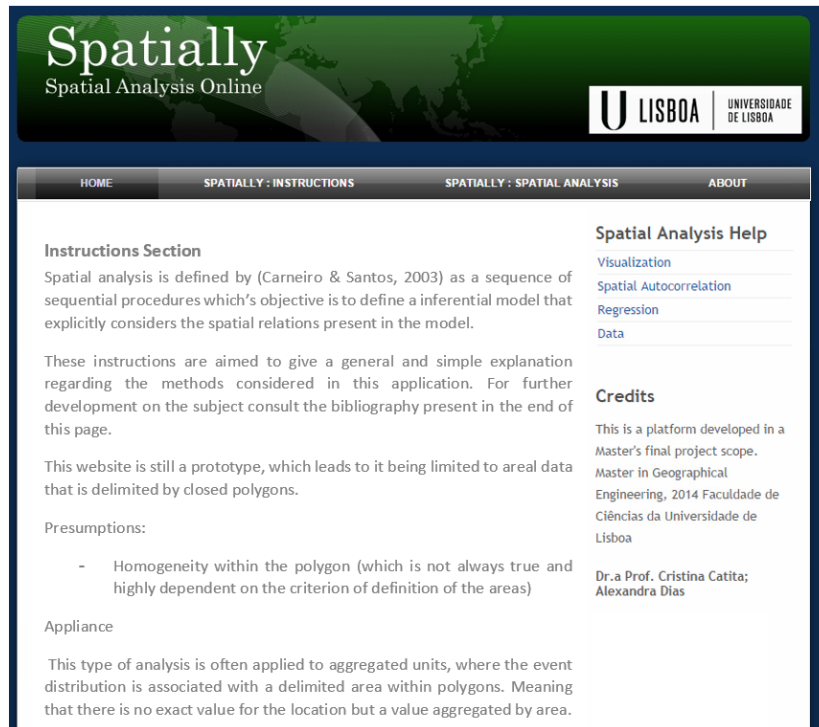 Spatially
Spatial Analysis Online
U LISBOA UNIVERSIDADE
DE LISBOA
HOME SPATIALLY : INSTRUCTIONS SPATIALLY : SPATIAL ANALYSIS ABOUT
Instructions Section
Spatial analysis is defined by (Carneiro & Santos, 2003) as a sequence of
sequential procedures which's objective is to define a inferential model that
explicitly considers the spatial relations present in the model.
These instructions are aimed to give a general and simple explanation
regarding the methods considered in this application. For further
development on the subject consult the bibliography present in the end of
this page.
This website is still a prototype, which leads to it being limited to areal data
that is delimited by closed polygons.
Presumptions:
- Homogeneity within the polygon (which is not always true and
highly dependent on the criterion of definition of the areas)
Appliance
This type of analysis is often applied to aggregated units, where the event
distribution is associated with a delimited area within polygons. Meaning
that there is no exact value for the location but a value aggregated by area.
Spatial Analysis Help
Visualization
Spatial Autocorrelation
Regression
Data
Credits
This is a platform developed in a
Master's final project scope.
Master in Geographical
Engineering, 2014 Faculdade de
Ciências da Universidade de
Lisboa
Dr.a Prof. Cristina Catita;
Alexandra Dias